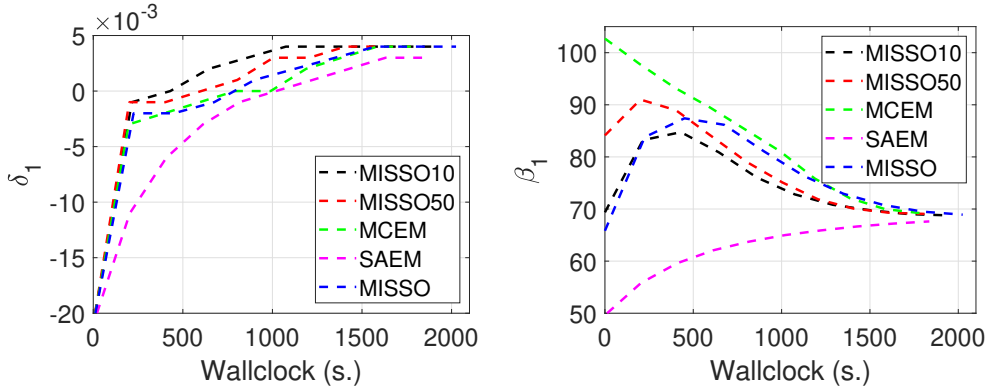 ×10⁻³
5
0
-5
-10
-15
-20
δ₁
0 500 1000 1500 2000
Wallclock (s.)
MISSO10
MISSO50
MCEM
SAEM
MISSO
100
90
80
70
60
50
β₁
0 500 1000 1500 2000
Wallclock (s.)
MISSO10
MISSO50
MCEM
SAEM
MISSO